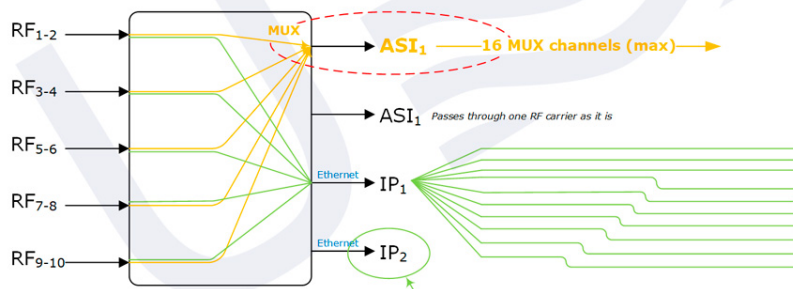 RF1-2
MUX
ASI1
16 MUX channels (max)
RF3-4
ASI1
Passes through one RF carrier as it is
RF5-6
Ethernet
IP1
RF7-8
Ethernet
IP2
RF9-10